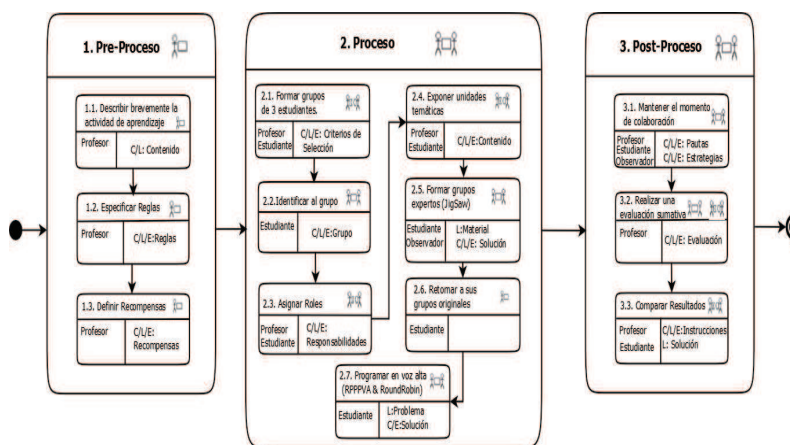 1. Pre-Proceso
1.1. Describir brevemente la
actividad de aprendizaje
Profesor
C/L: Contenido
1.2. Especificar Reglas
Profesor
C/L/E:Reglas
1.3. Definir Recompensas
Profesor
C/L/E:
Recompensas
2. Proceso
2.1. Formar grupos
de 3 estudiantes.
Profesor
Estudiante
C/L/E: Criterios de
Selección
2.2.Identificar al grupo
Estudiante
C/L/E:Grupo
2.3. Asignar Roles
Profesor
Estudiante
C/L/E:
Responsabilidades
2.4. Exponer unidades
temáticas
Profesor
Estudiante
C/L/E:Contenido
2.5. Formar grupos
expertos (JigSaw)
Estudiante
Observador
L:Material
C/L/E: Solución
2.6. Retornar a sus
grupos originales
Estudiante
2.7. Programar en voz alta
(RPPPVA & RoundRobin)
Estudiante
L:Problema
C/E:Solución
3. Post-Proceso
3.1. Mantener el momento
de colaboración
Profesor
Estudiante
Observador
C/L/E: Pautas
C/L/E: Estrategias
3.2. Realizar una
evaluación sumativa
Profesor
C/L/E: Evaluación
3.3. Comparar Resultados
Profesor
Estudiante
C/L/E:Instrucciones
L: Solución